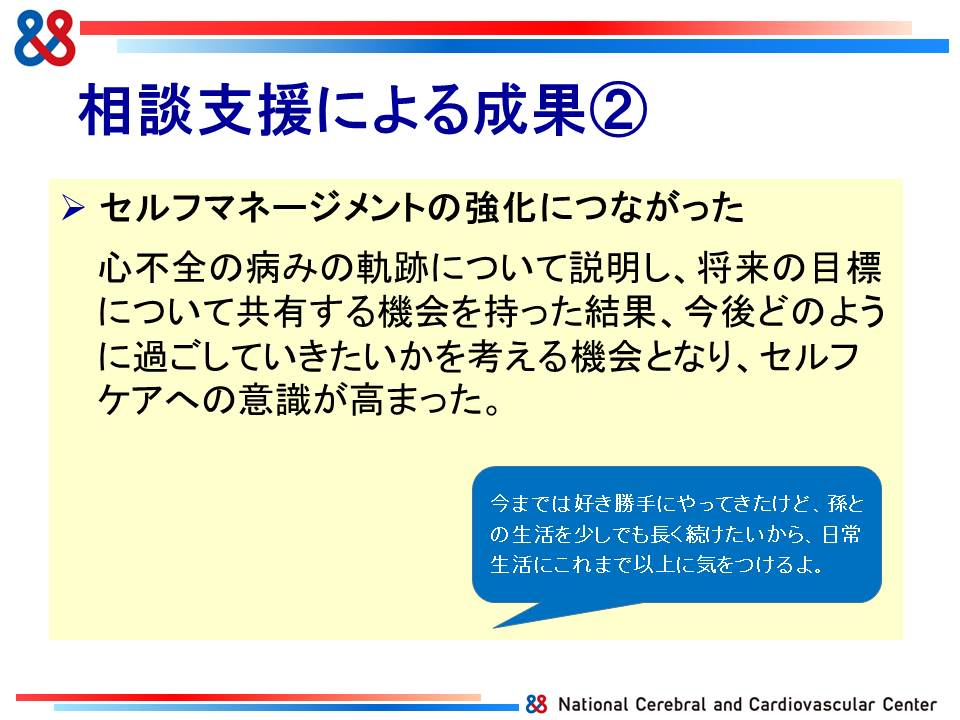 相談支援による成果②
➢ セルフマネージメントの強化につながった
心不全の病みの軌跡について説明し、将来の目標
について共有する機会を持った結果、今後どのよう
に過ごしていきたいかを考える機会となり、セルフ
ケアへの意識が高まった。
今までは好き勝手にやってきたけど、孫と
の生活を少しでも長く続けたいから、日常
生活にこれまで以上に気をつけるよ。
National Cerebral and Cardiovascular Center